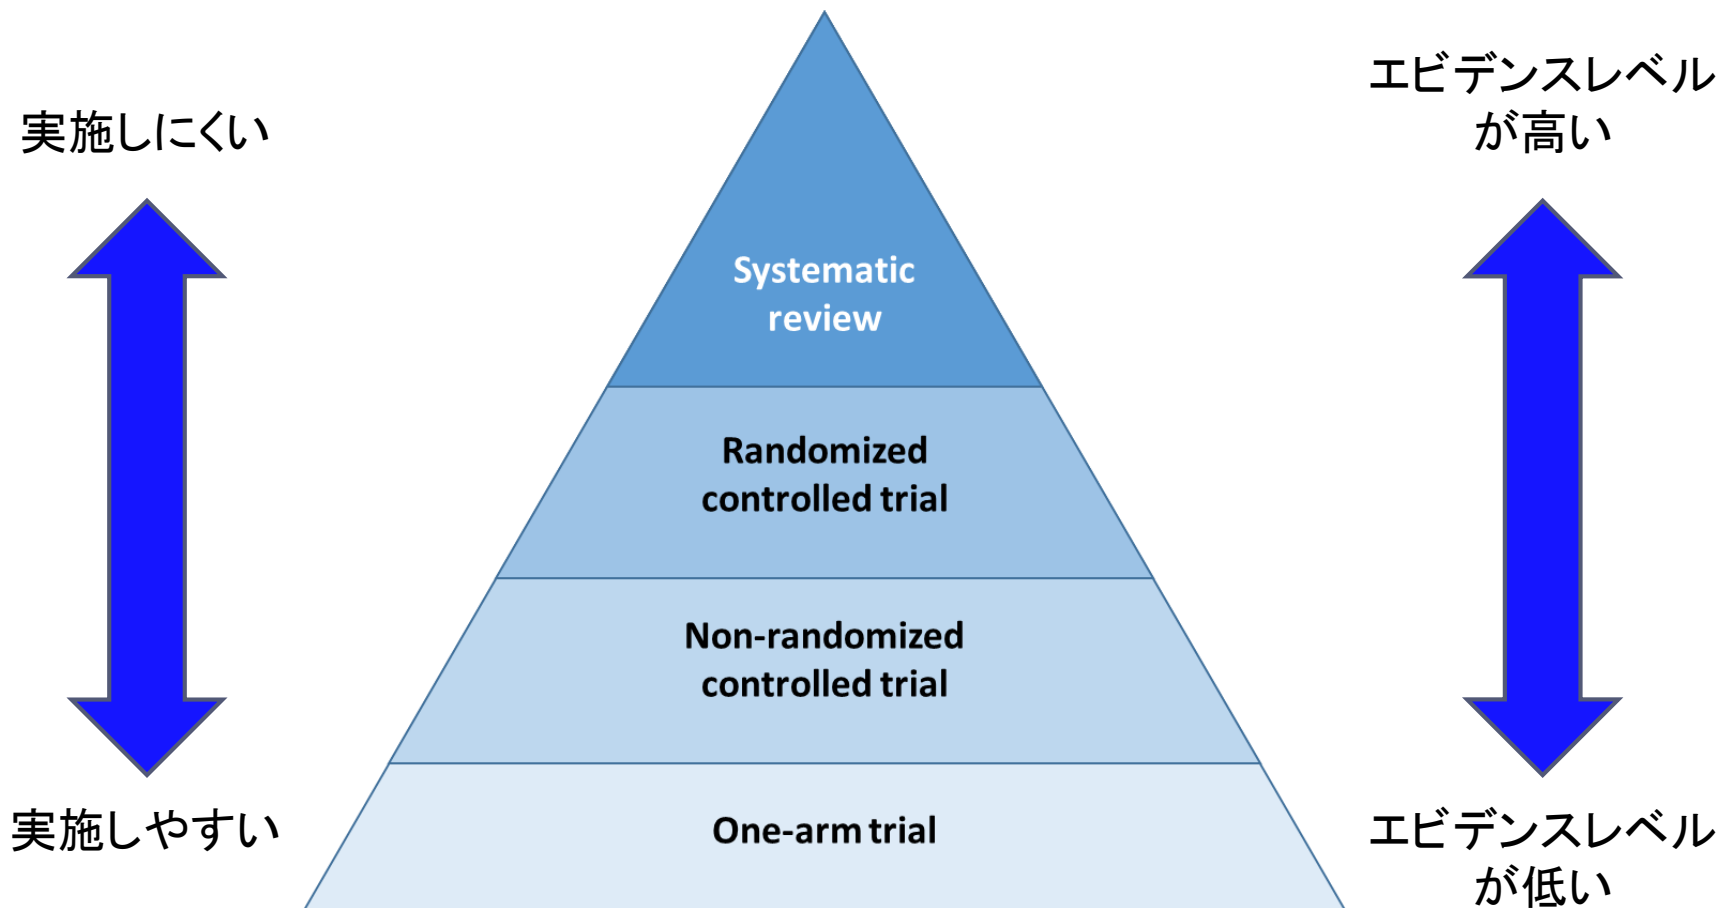 実施しにくい
実施しやすい
Systematic
review
Randomized
controlled trial
Non-randomized
controlled trial
One-arm trial
エビデンスレベル
が高い
エビデンスレベル
が低い